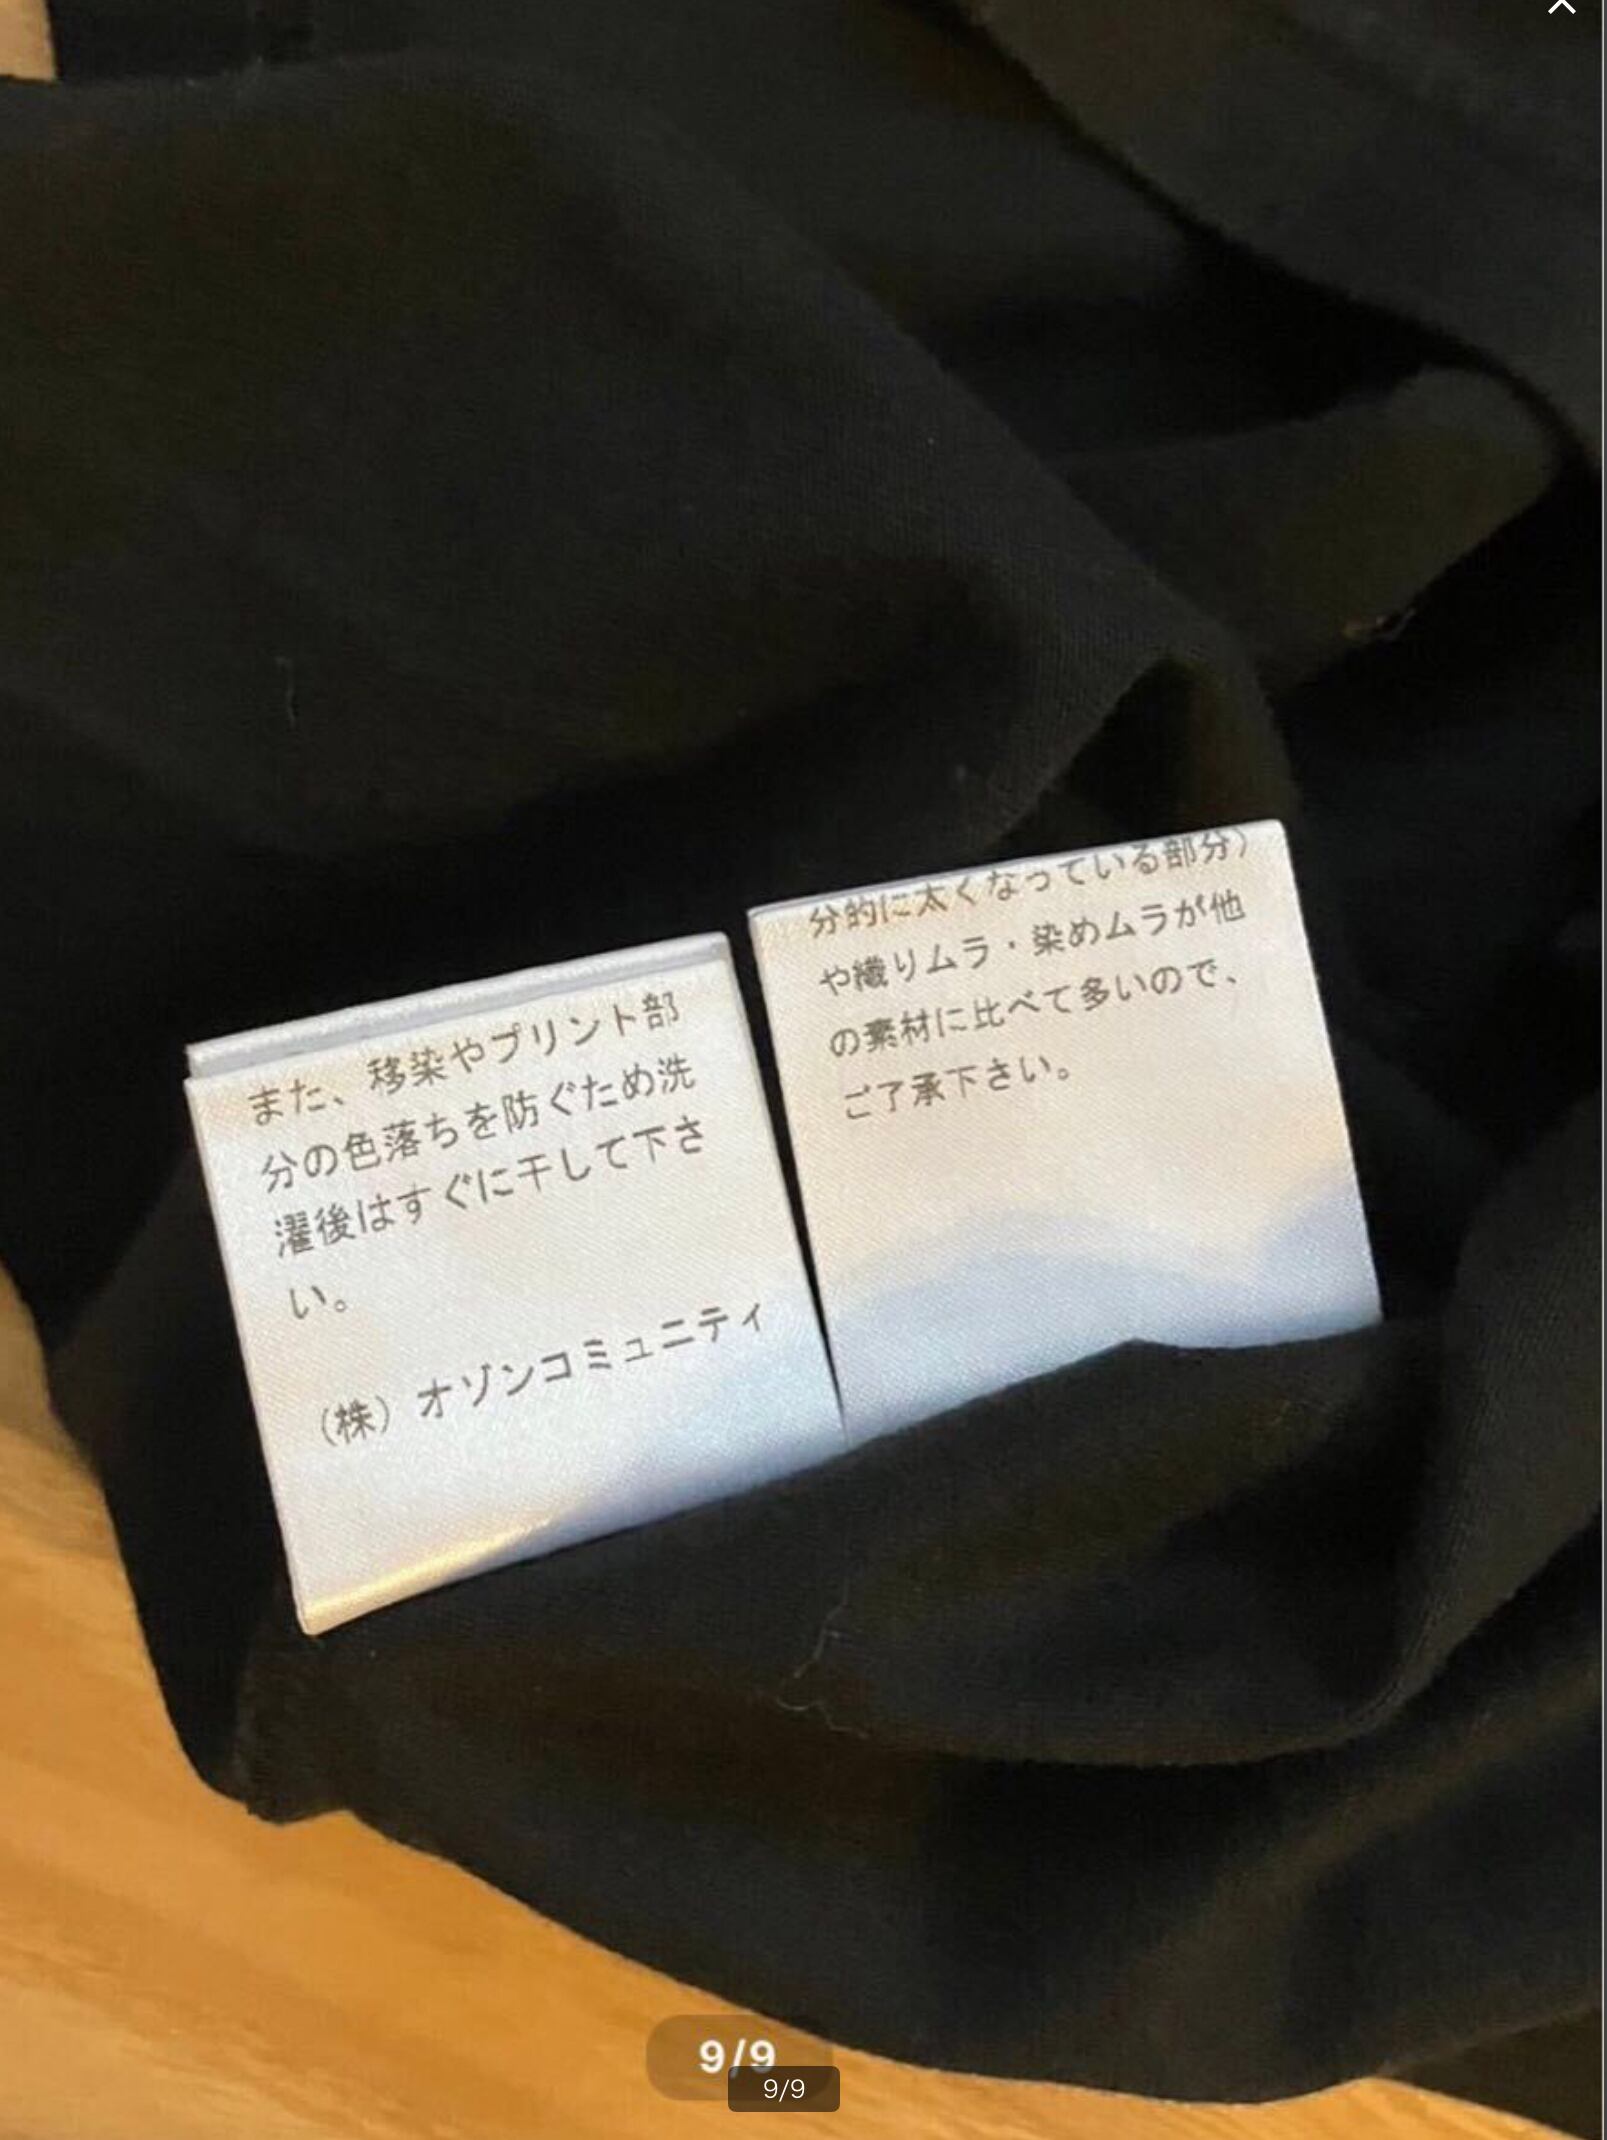 また、移染やプリント部
分の色落ちを防ぐため洗
濯後はすぐに干して下さ
い。
(株) オゾンコミュニティ
分的に太くなっている部分)
や織りムラ・染めムラが他
の素材に比べて多いので、
ご了承下さい。
9/9
9/9